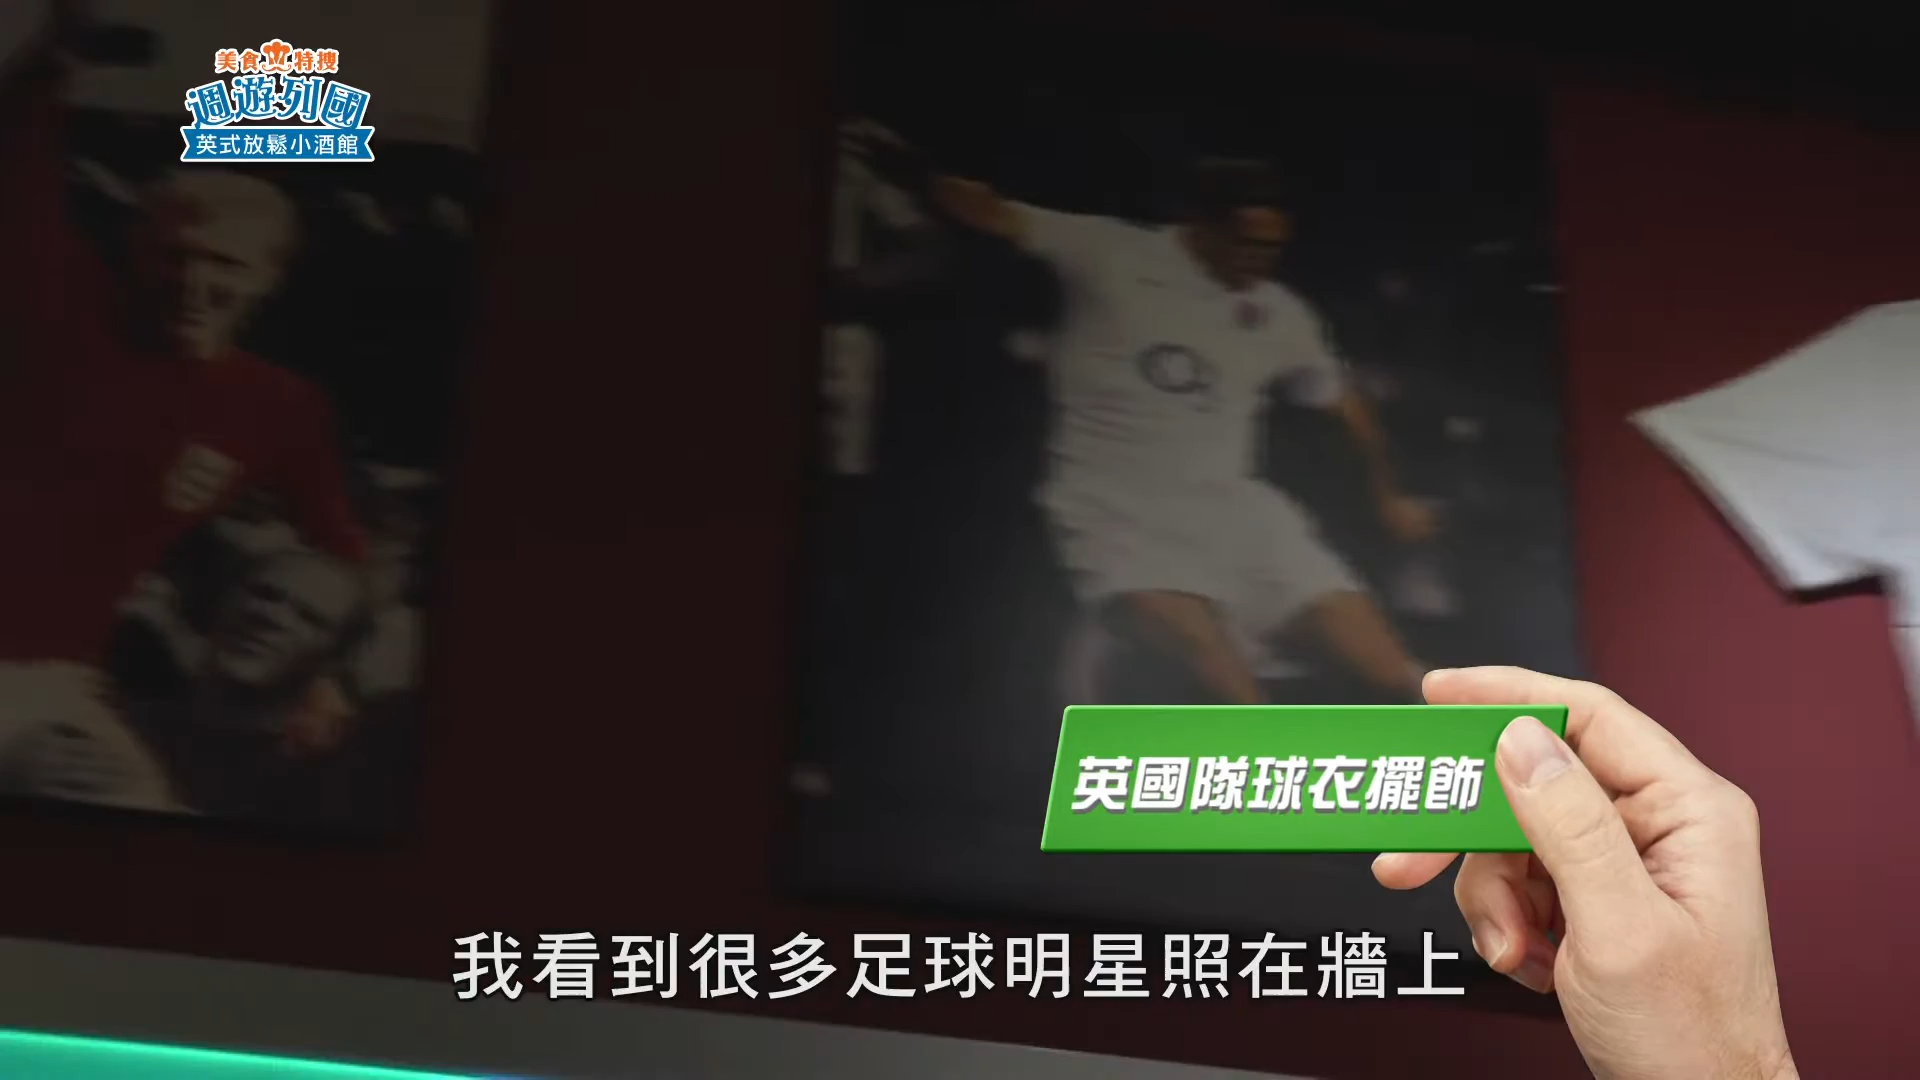 美食特搜
週遊列國
英式放鬆小酒館
O₂
英國隊球衣擺飾
我看到很多足球明星照在牆上